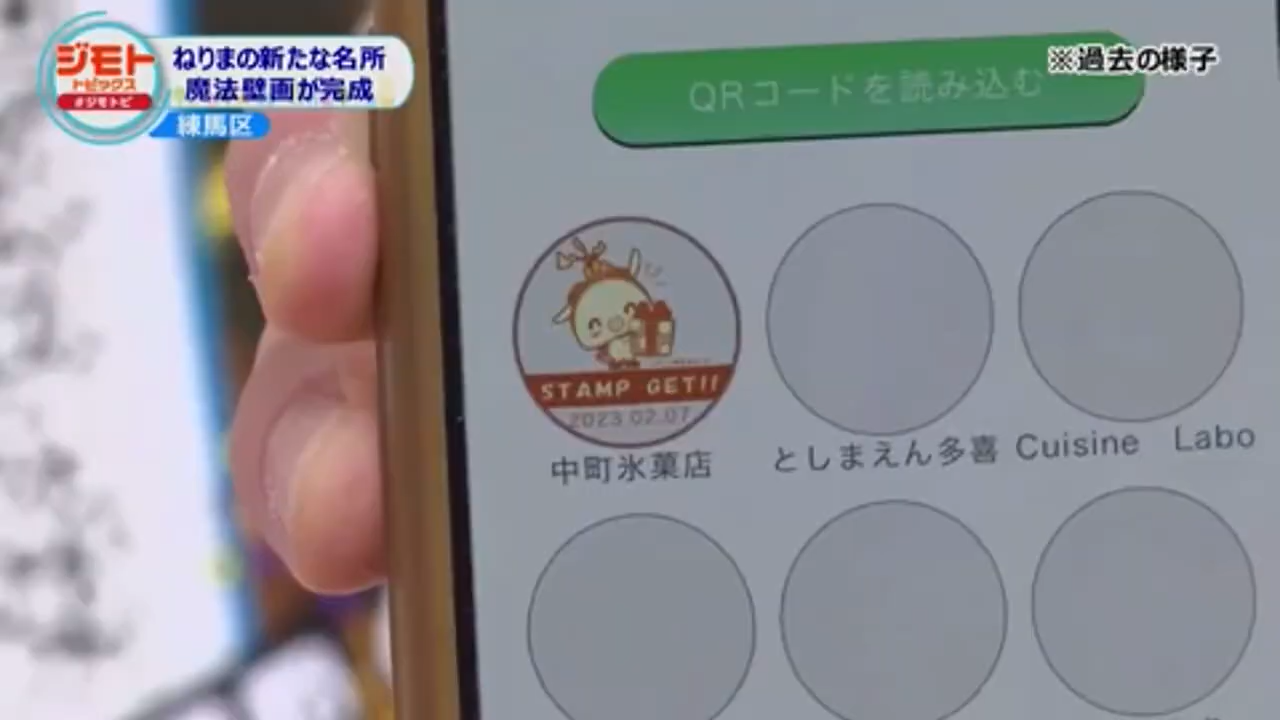 ジモト
トピックス
#ジモトピ
ねりまの新たな名所
魔法壁画が完成
練馬区
※過去の様子
QRコードを読み込む
STAMP GET!!
2023.02.07
中町氷菓店
としまえん多喜
Cuisine Labo